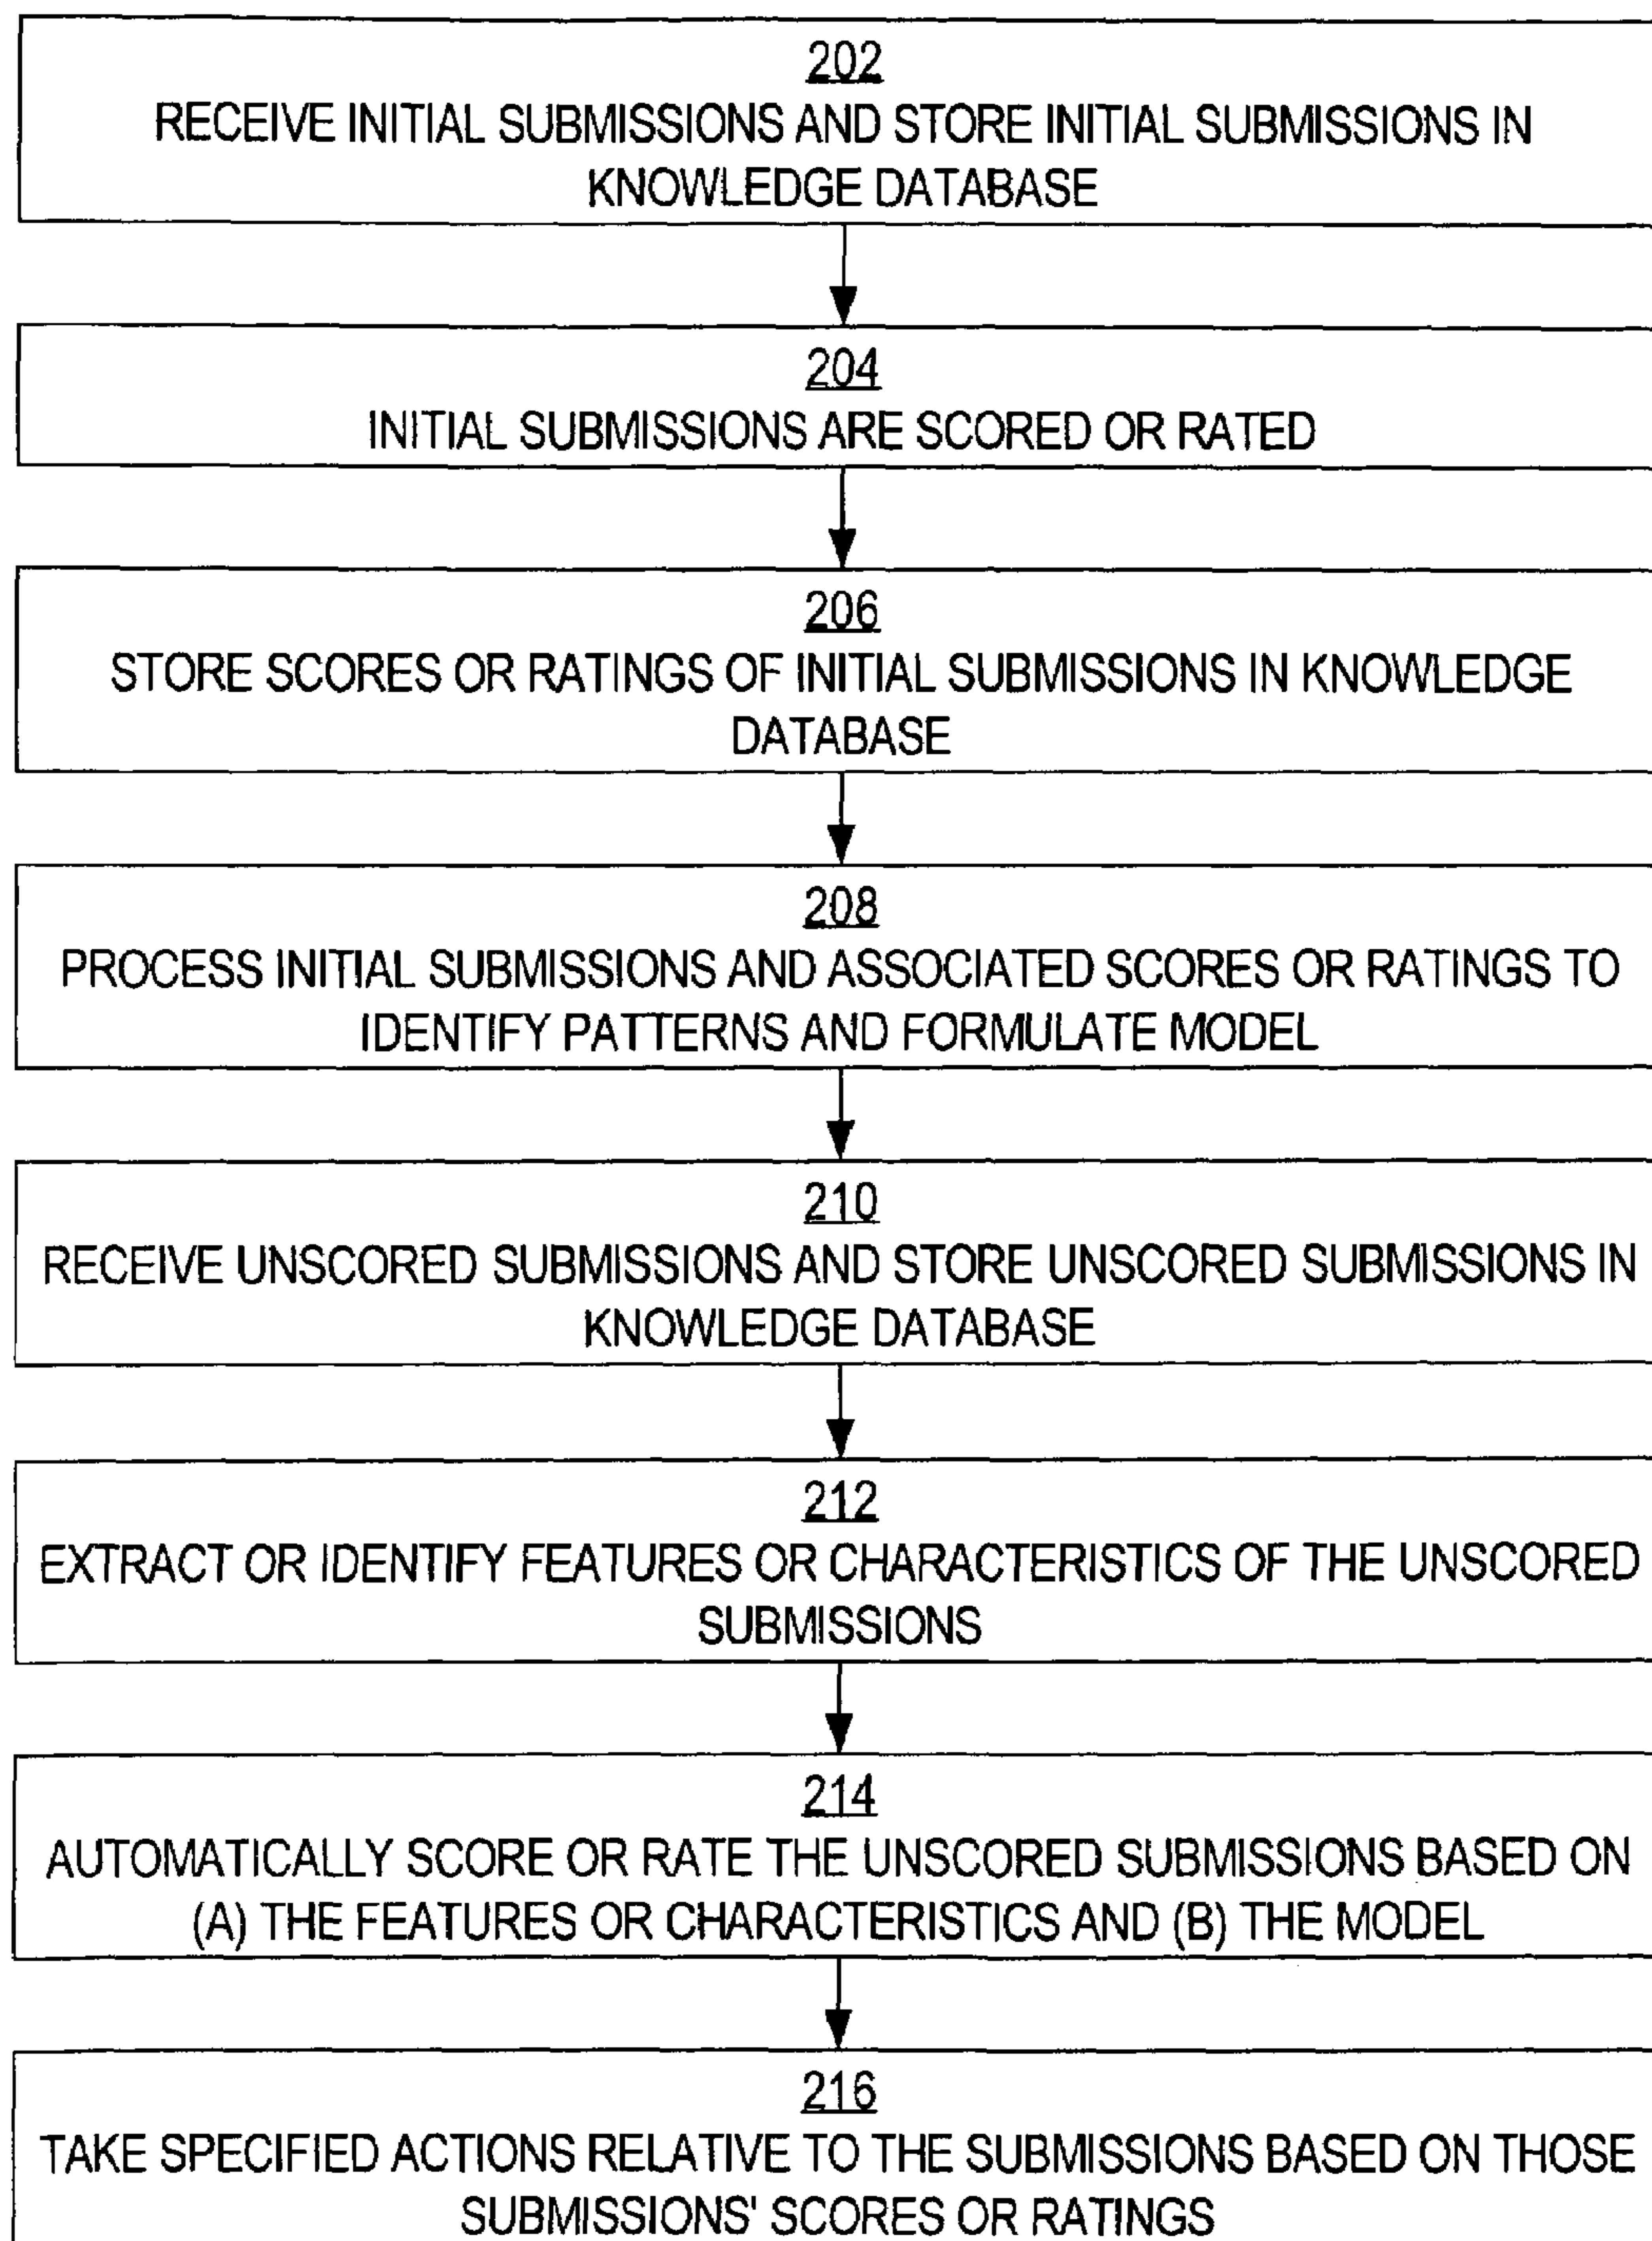 202
RECEIVE INITIAL SUBMISSIONS AND STORE INITIAL SUBMISSIONS IN
KNOWLEDGE DATABASE
204
INITIAL SUBMISSIONS ARE SCORED OR RATED
206
STORE SCORES OR RATINGS OF INITIAL SUBMISSIONS IN KNOWLEDGE
DATABASE
208
PROCESS INITIAL SUBMISSIONS AND ASSOCIATED SCORES OR RATINGS TO
IDENTIFY PATTERNS AND FORMULATE MODEL
210
RECEIVE UNSCORED SUBMISSIONS AND STORE UNSCORED SUBMISSIONS IN
KNOWLEDGE DATABASE
212
EXTRACT OR IDENTIFY FEATURES OR CHARACTERISTICS OF THE UNSCORED
SUBMISSIONS
214
AUTOMATICALLY SCORE OR RATE THE UNSCORED SUBMISSIONS BASED ON
(A) THE FEATURES OR CHARACTERISTICS AND (B) THE MODEL
216
TAKE SPECIFIED ACTIONS RELATIVE TO THE SUBMISSIONS BASED ON THOSE
SUBMISSIONS' SCORES OR RATINGS